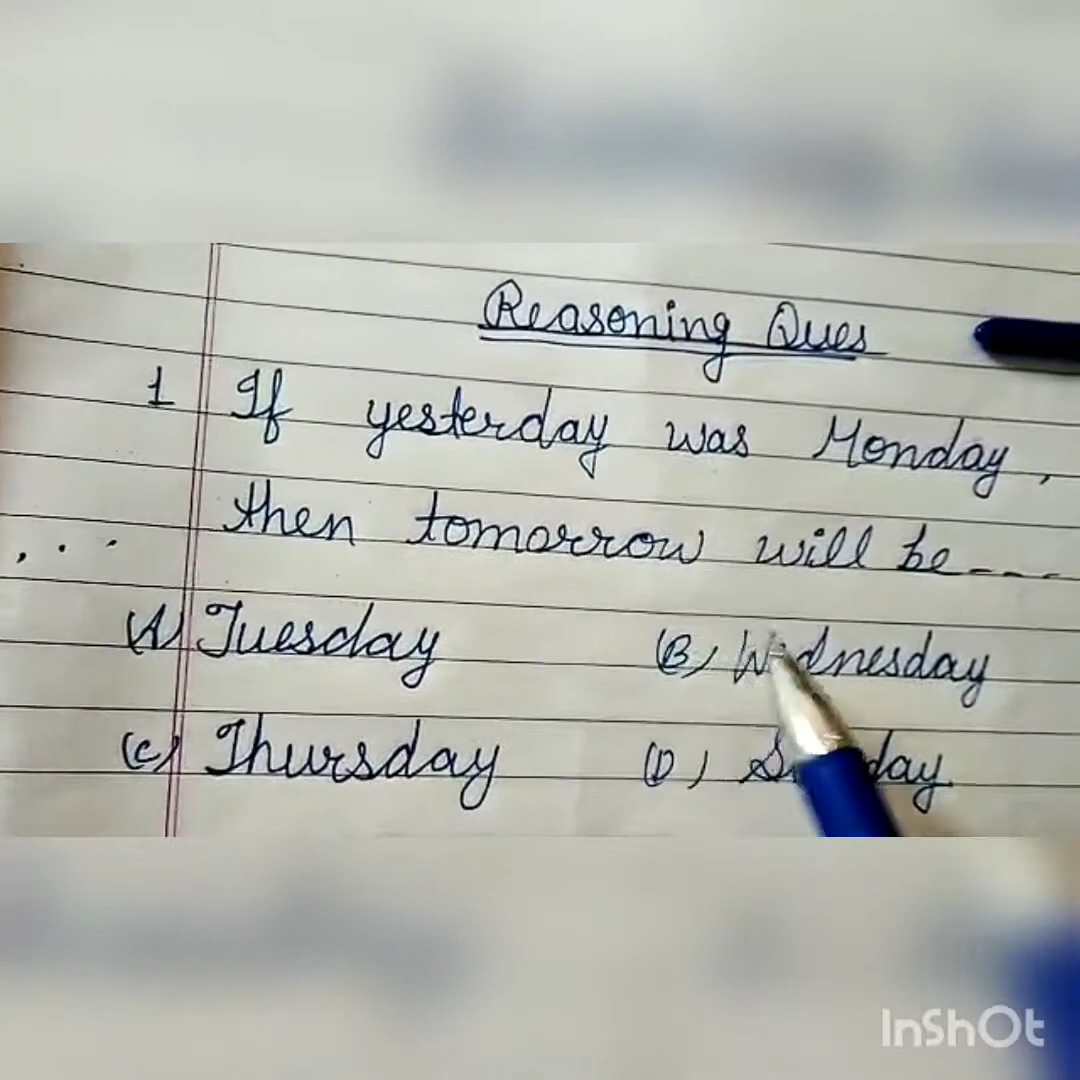 Reasoning Ques
1 If yesterday was Monday,
then tomorrow will be----
(A) Tuesday (B) Wednesday
(C) Thursday (D)
InShOt